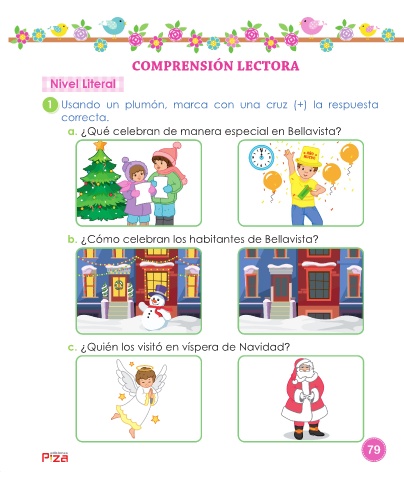 COMPRENSIÓN LECTORA
Nivel Literal
1 Usando un plumón, marca con una cruz (+) la respuesta
correcta.
a. ¿Qué celebran de manera especial en Bellavista?
b. ¿Cómo celebran los habitantes de Bellavista?
c. ¿Quién los visitó en víspera de Navidad?
79